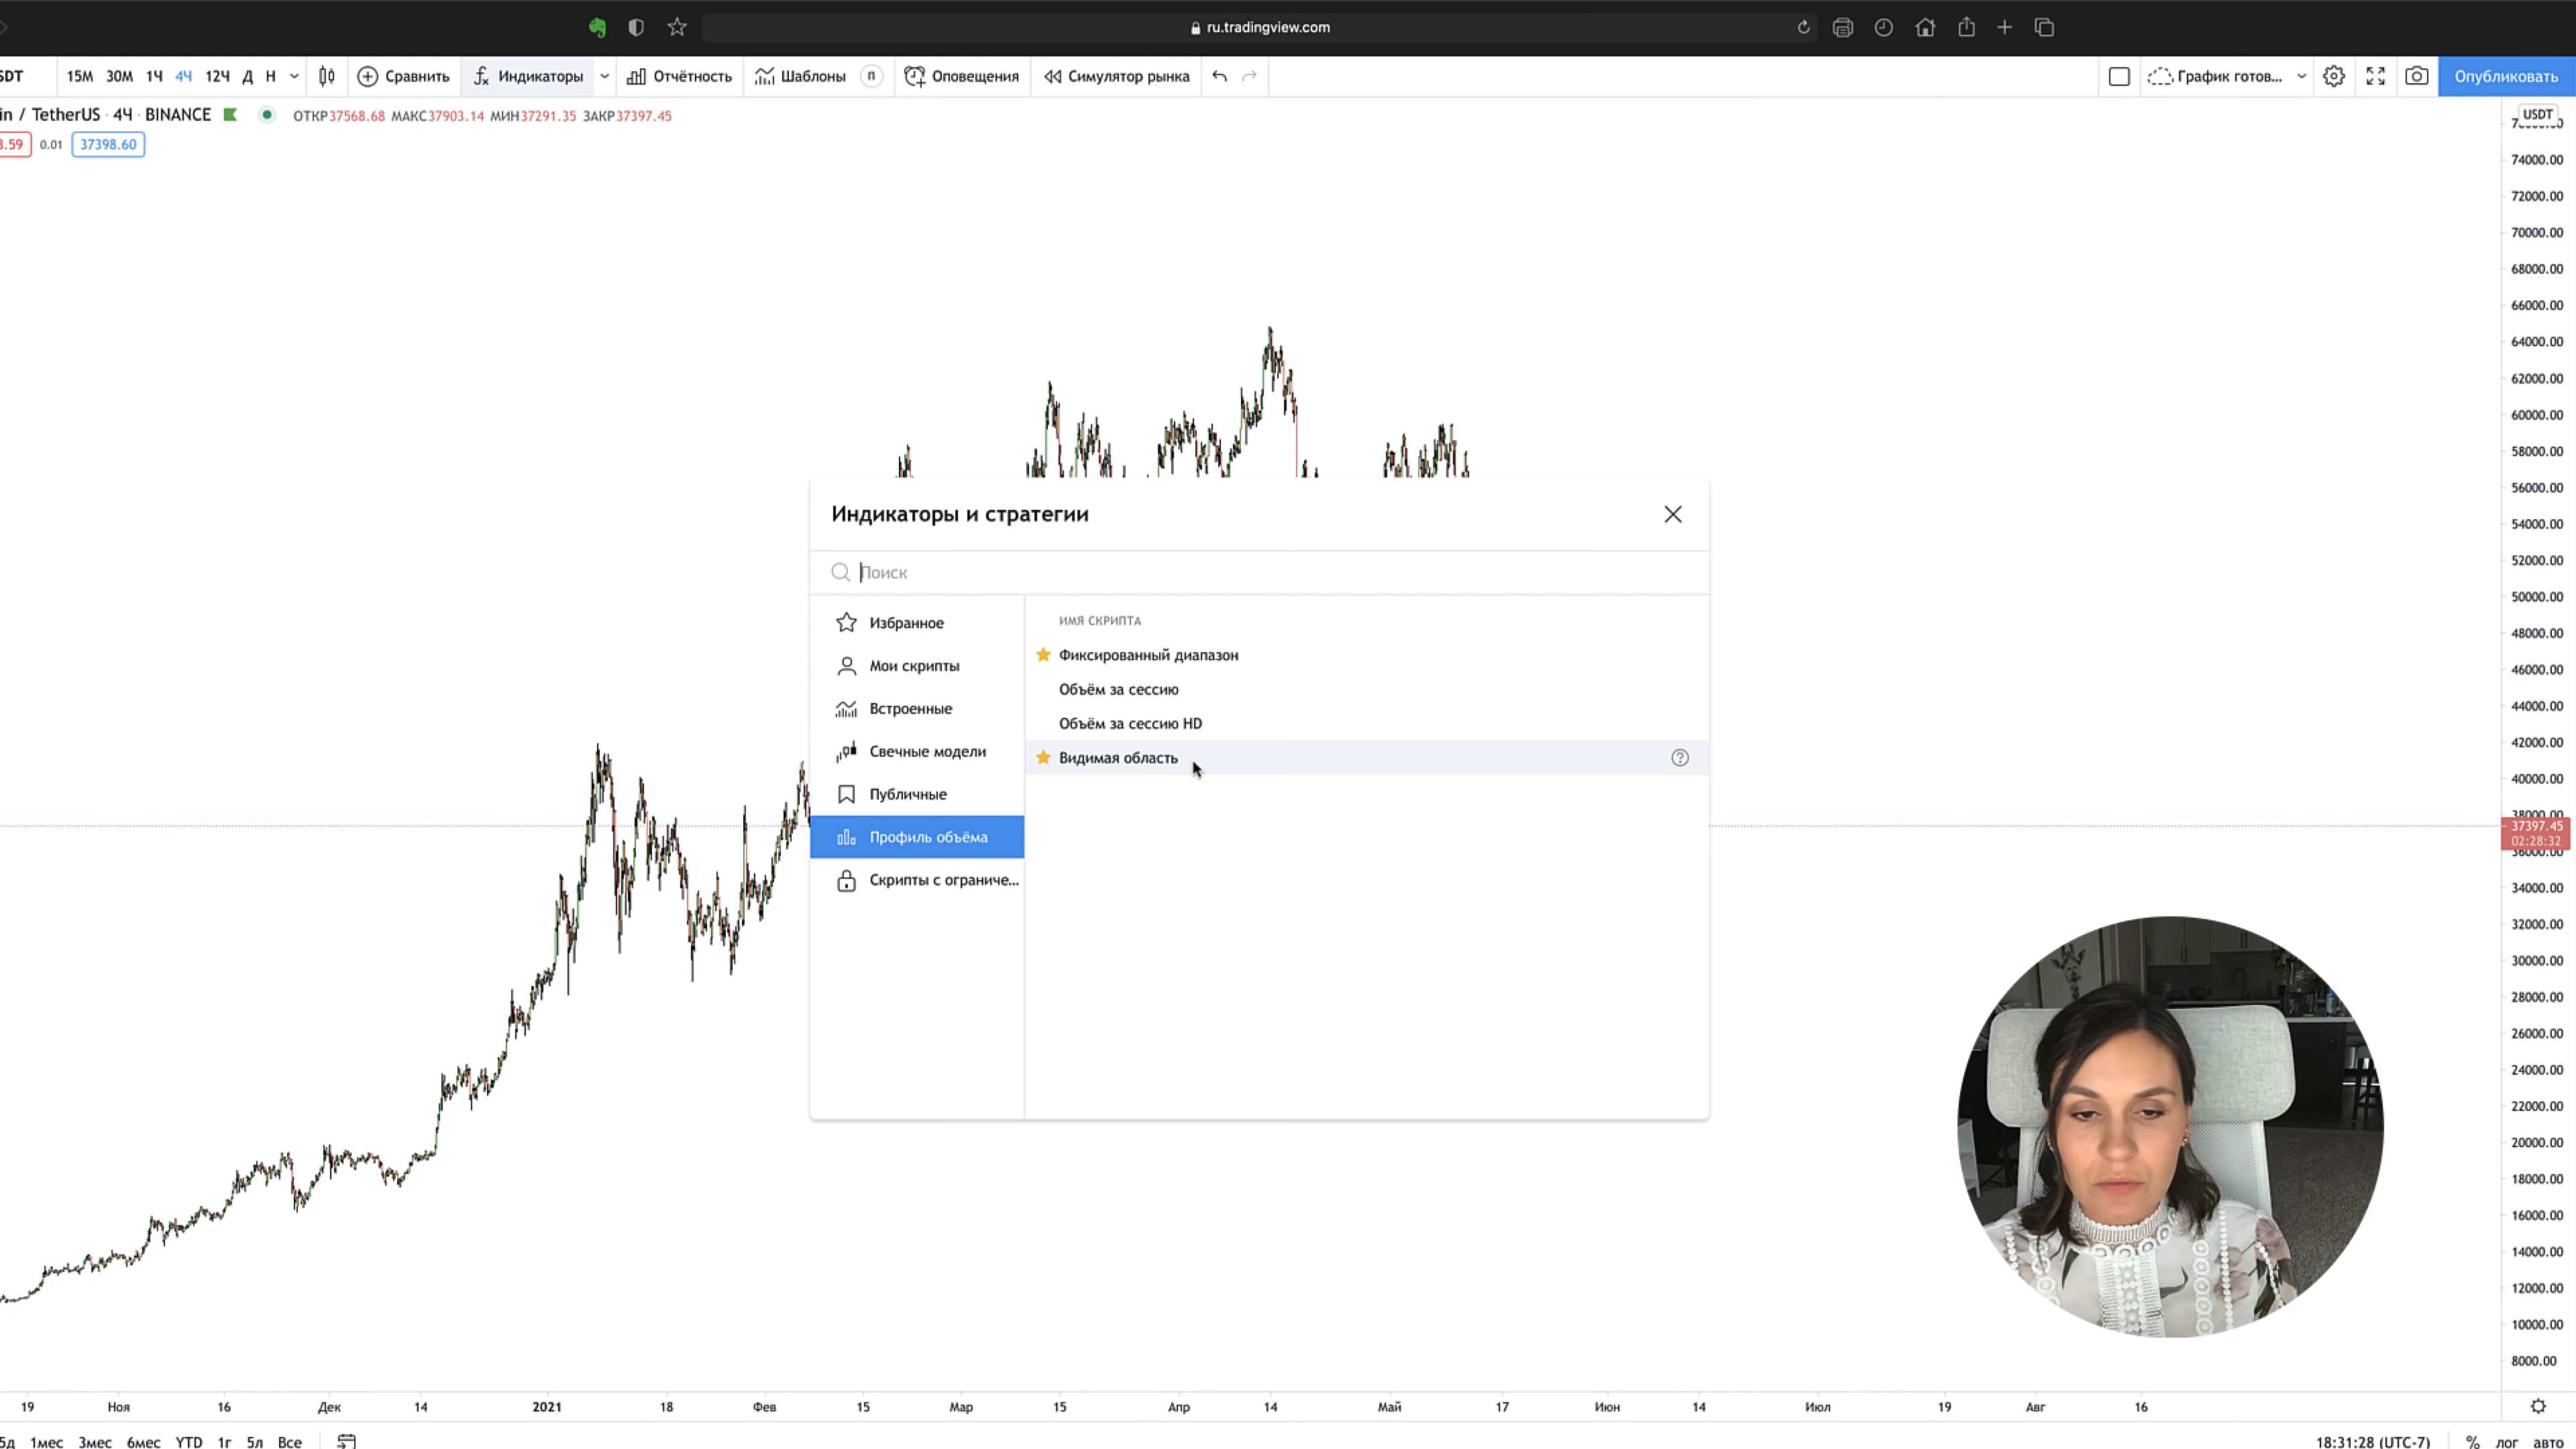 ru.tradingview.com
SDT 15М 30М 1Ч 4Ч 12Ч Д Н Сравнить Индикаторы Отчётность Шаблоны П Оповещения Симулятор рынка График готов... Опубликовать
in / TetherUS · 4Ч · BINANCE ОТКР37568.68 МАКС37903.14 МИН37291.35 ЗАКР37397.45
8.59 0.01 37398.60
USDT
74000.00
72000.00
70000.00
68000.00
66000.00
64000.00
62000.00
60000.00
58000.00
56000.00
54000.00
52000.00
50000.00
48000.00
46000.00
44000.00
42000.00
40000.00
38000.00
37397.45
02:28:32
36000.00
34000.00
32000.00
30000.00
28000.00
26000.00
24000.00
22000.00
20000.00
18000.00
16000.00
14000.00
12000.00
10000.00
8000.00
Индикаторы и стратегии
Поиск
Избранное
Мои скрипты
Встроенные
Свечные модели
Публичные
Профиль объёма
Скрипты с ограниче...
ИМЯ СКРИПТА
Фиксированный диапазон
Объём за сессию
Объём за сессию HD
Видимая область
19 Ноя 16 Дек 14 2021 18 Фев 15 Мар 15 Апр 14 Май 17 Июн 14 Июл 19 Авг 16
5д 1мес 3мес 6мес YTD 1г 5л Все 18:31:28 (UTC-7) % лог авто